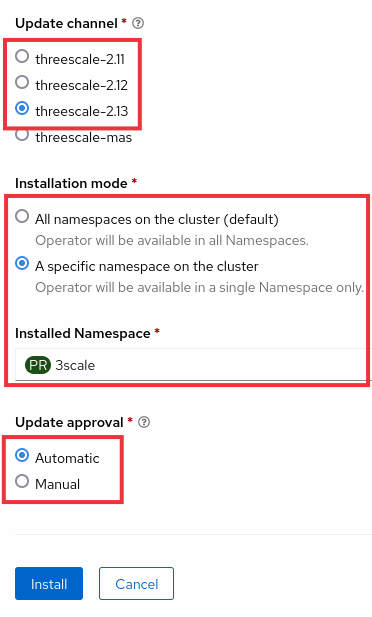 Update channel *
threescale-2.11
threescale-2.12
threescale-2.13
threescale-mas
Installation mode *
All namespaces on the cluster (default)
Operator will be available in all Namespaces.
A specific namespace on the cluster
Operator will be available in a single Namespace only.
Installed Namespace *
PR 3scale
Update approval *
Automatic
Manual
Install Cancel